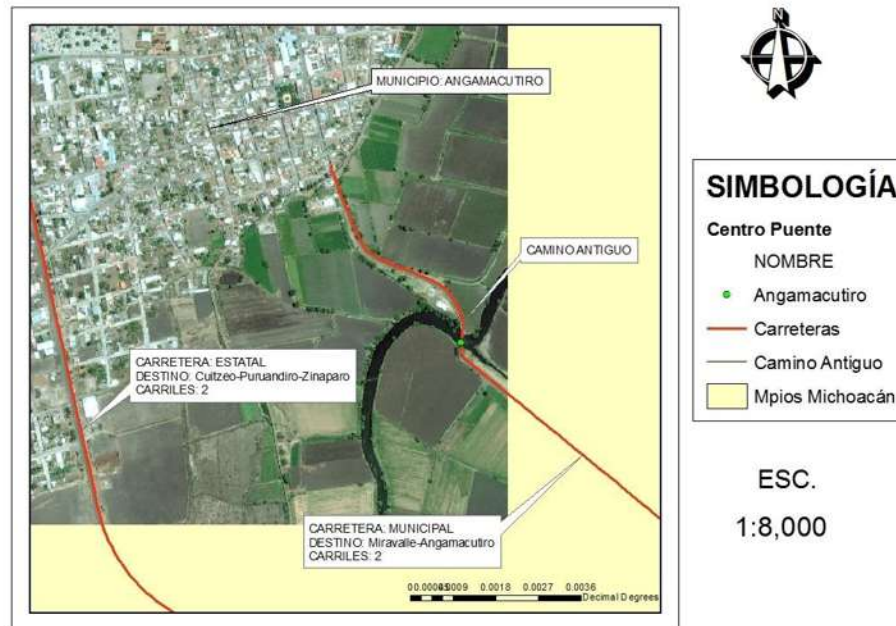 MUNICIPIO: ANGAMACUTIRO
CAMINO ANTIGUO
CARRETERA: ESTATAL
DESTINO: Cuitzeo-Puruandiro-Zinaparo
CARRILES: 2
CARRETERA: MUNICIPAL
DESTINO: Miravalle-Angamacutiro
CARRILES: 2
0.0018 0.0027 0.0036
Decimal Degrees
N
SIMBOLOGÍA
Centro Puente
NOMBRE
Angamacutiro
Carreteras
Camino Antiguo
Mpios Michoacán
ESC.
1:8,000